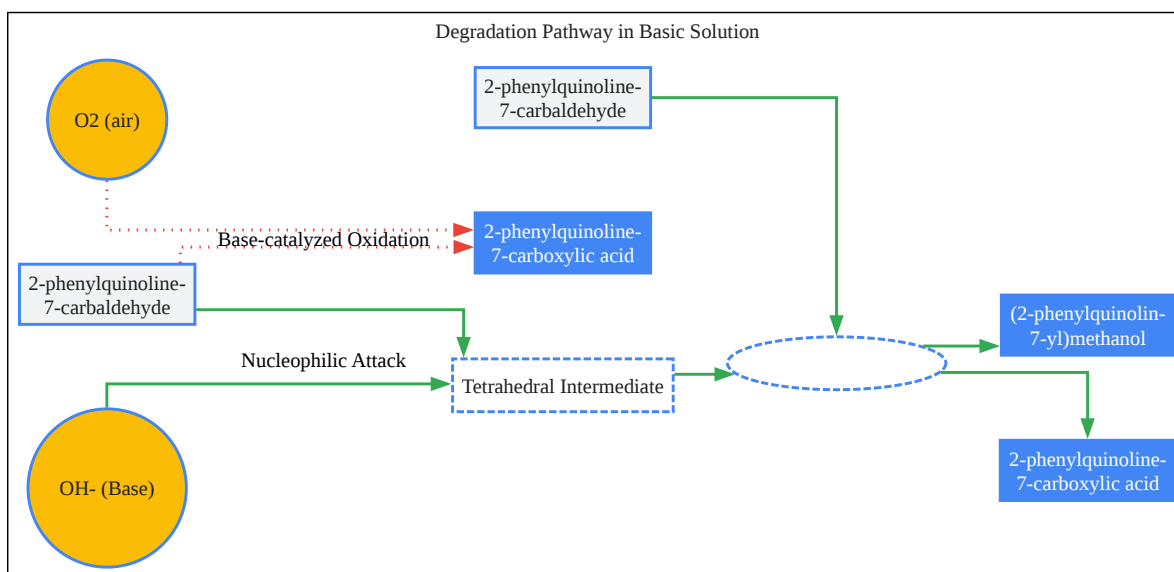 Degradation Pathway in Basic Solution
O2 (air)
2-phenylquinoline-
7-carbaldehyde
Base-catalyzed Oxidation
2-phenylquinoline-
7-carboxylic acid
2-phenylquinoline-
7-carbaldehyde
(2-phenylquinolin-
7-yl)methanol
Nucleophilic Attack
Tetrahedral Intermediate
OH- (Base)
2-phenylquinoline-
7-carboxylic acid